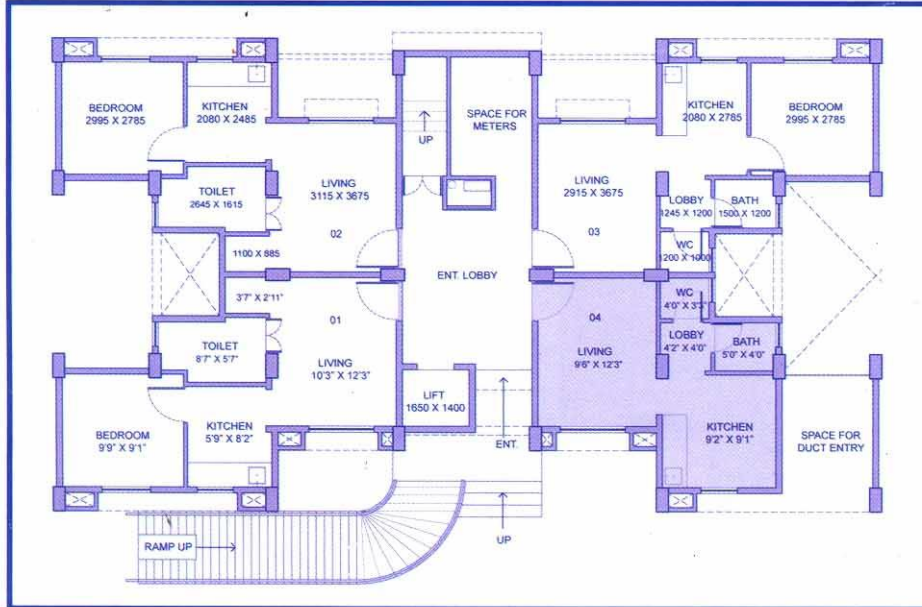 BEDROOM
2995 X 2785
KITCHEN
2080 X 2485
TOILET
2645 X 1615
1100 X 885
LIVING
3115 X 3675
02
UP
SPACE FOR
METERS
ENT. LOBBY
LIVING
2915 X 3675
03
KITCHEN
2080 X 2785
BEDROOM
2995 X 2785
LOBBY
1245 X 1200
BATH
1500 X 1200
WC
1200 X 1000
3'7" X 2'11"
01
TOILET
8'7" X 5'7"
LIVING
10'3" X 12'3"
BEDROOM
9'9" X 9'1"
KITCHEN
5'9" X 8'2"
LIFT
1650 X 1400
ENT.
04
LIVING
9'6" X 12'3"
WC
4'0" X 3'3"
LOBBY
4'2" X 4'0"
BATH
5'0" X 4'0"
KITCHEN
9'2" X 9'1"
SPACE FOR
DUCT ENTRY
RAMP UP
UP